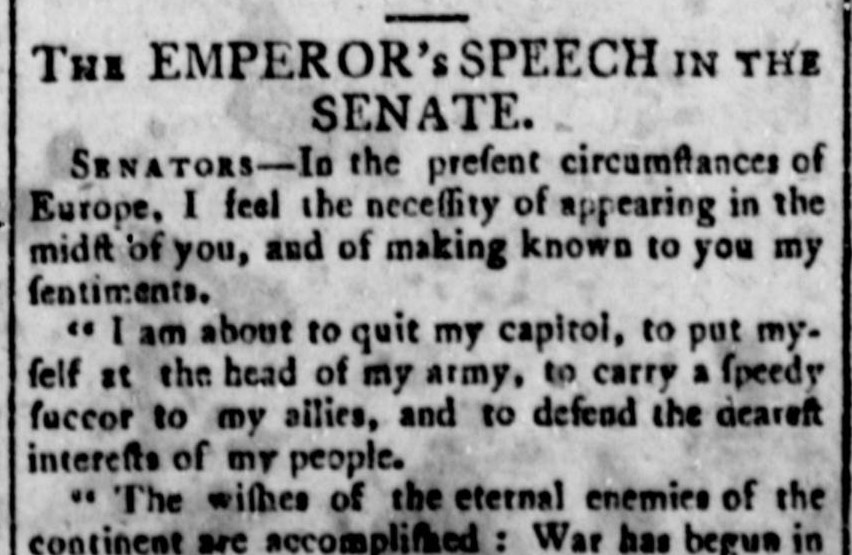 THE EMPEROR's SPEECH IN THE
SENATE.
SENATORS—In the preſent circumſtances of
Europe, I feel the neceſſity of appearing in the
midſt of you, and of making known to you my
ſentiments.
“ I am about to quit my capitol, to put my-
ſelf at the head of my army, to carry a ſpeedy
ſuccor to my allies, and to defend the deareſt
intereſts of my people.
“ The wiſhes of the eternal enemies of the
continent are accompliſhed : War has begun in